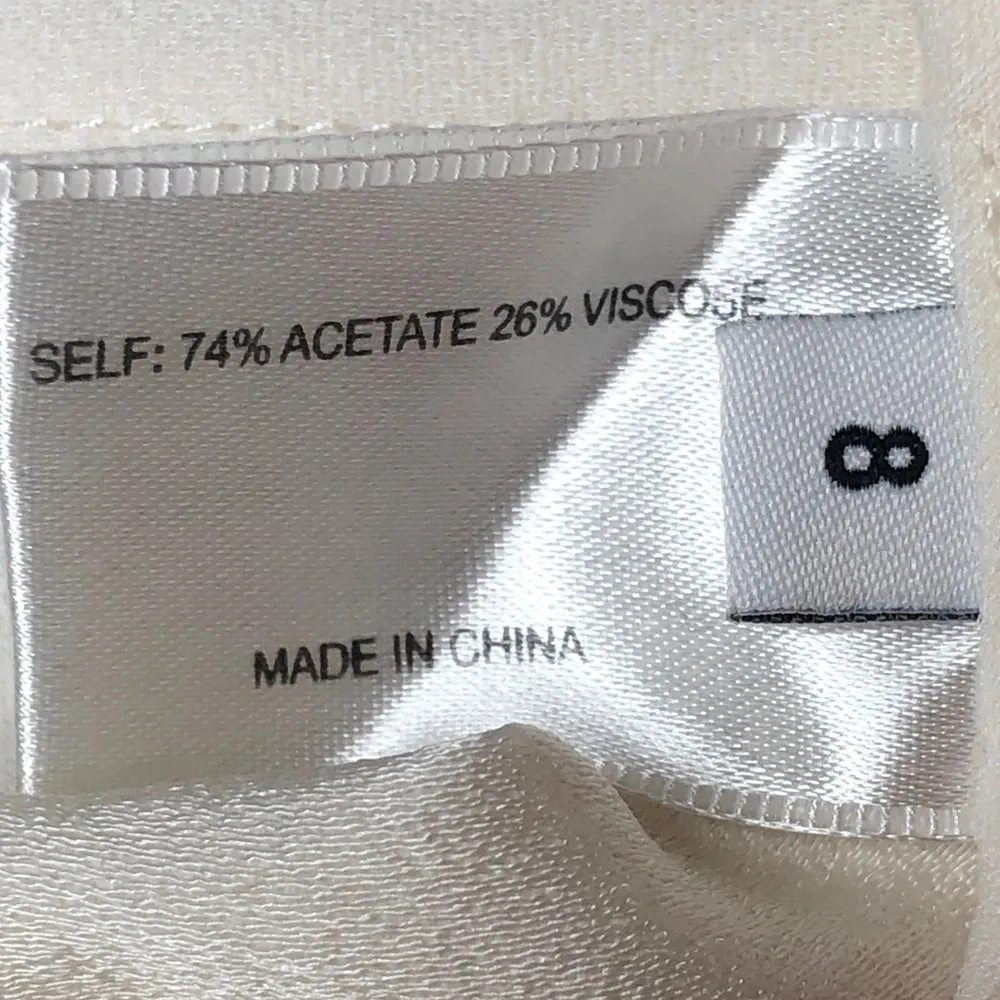 SELF: 74% ACETATE 26% VISCOSE
8
MADE IN CHINA